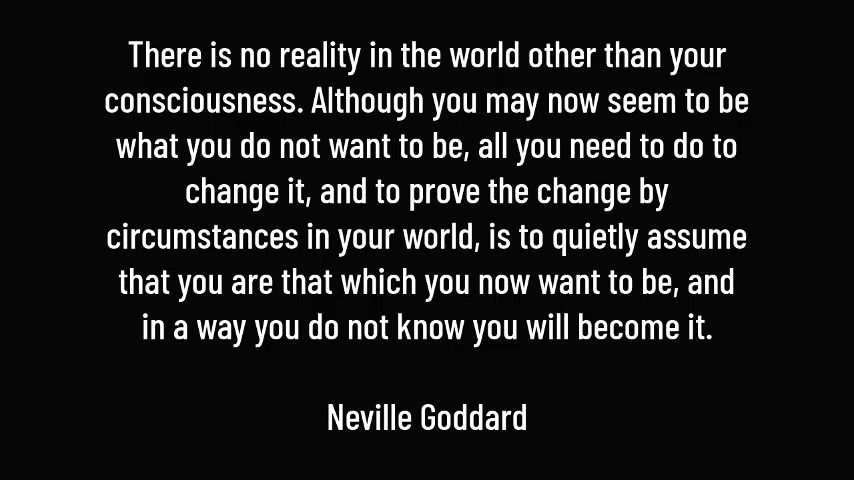 There is no reality in the world other than your
consciousness. Although you may now seem to be
what you do not want to be, all you need to do to
change it, and to prove the change by
circumstances in your world, is to quietly assume
that you are that which you now want to be, and
in a way you do not know you will become it.
Neville Goddard